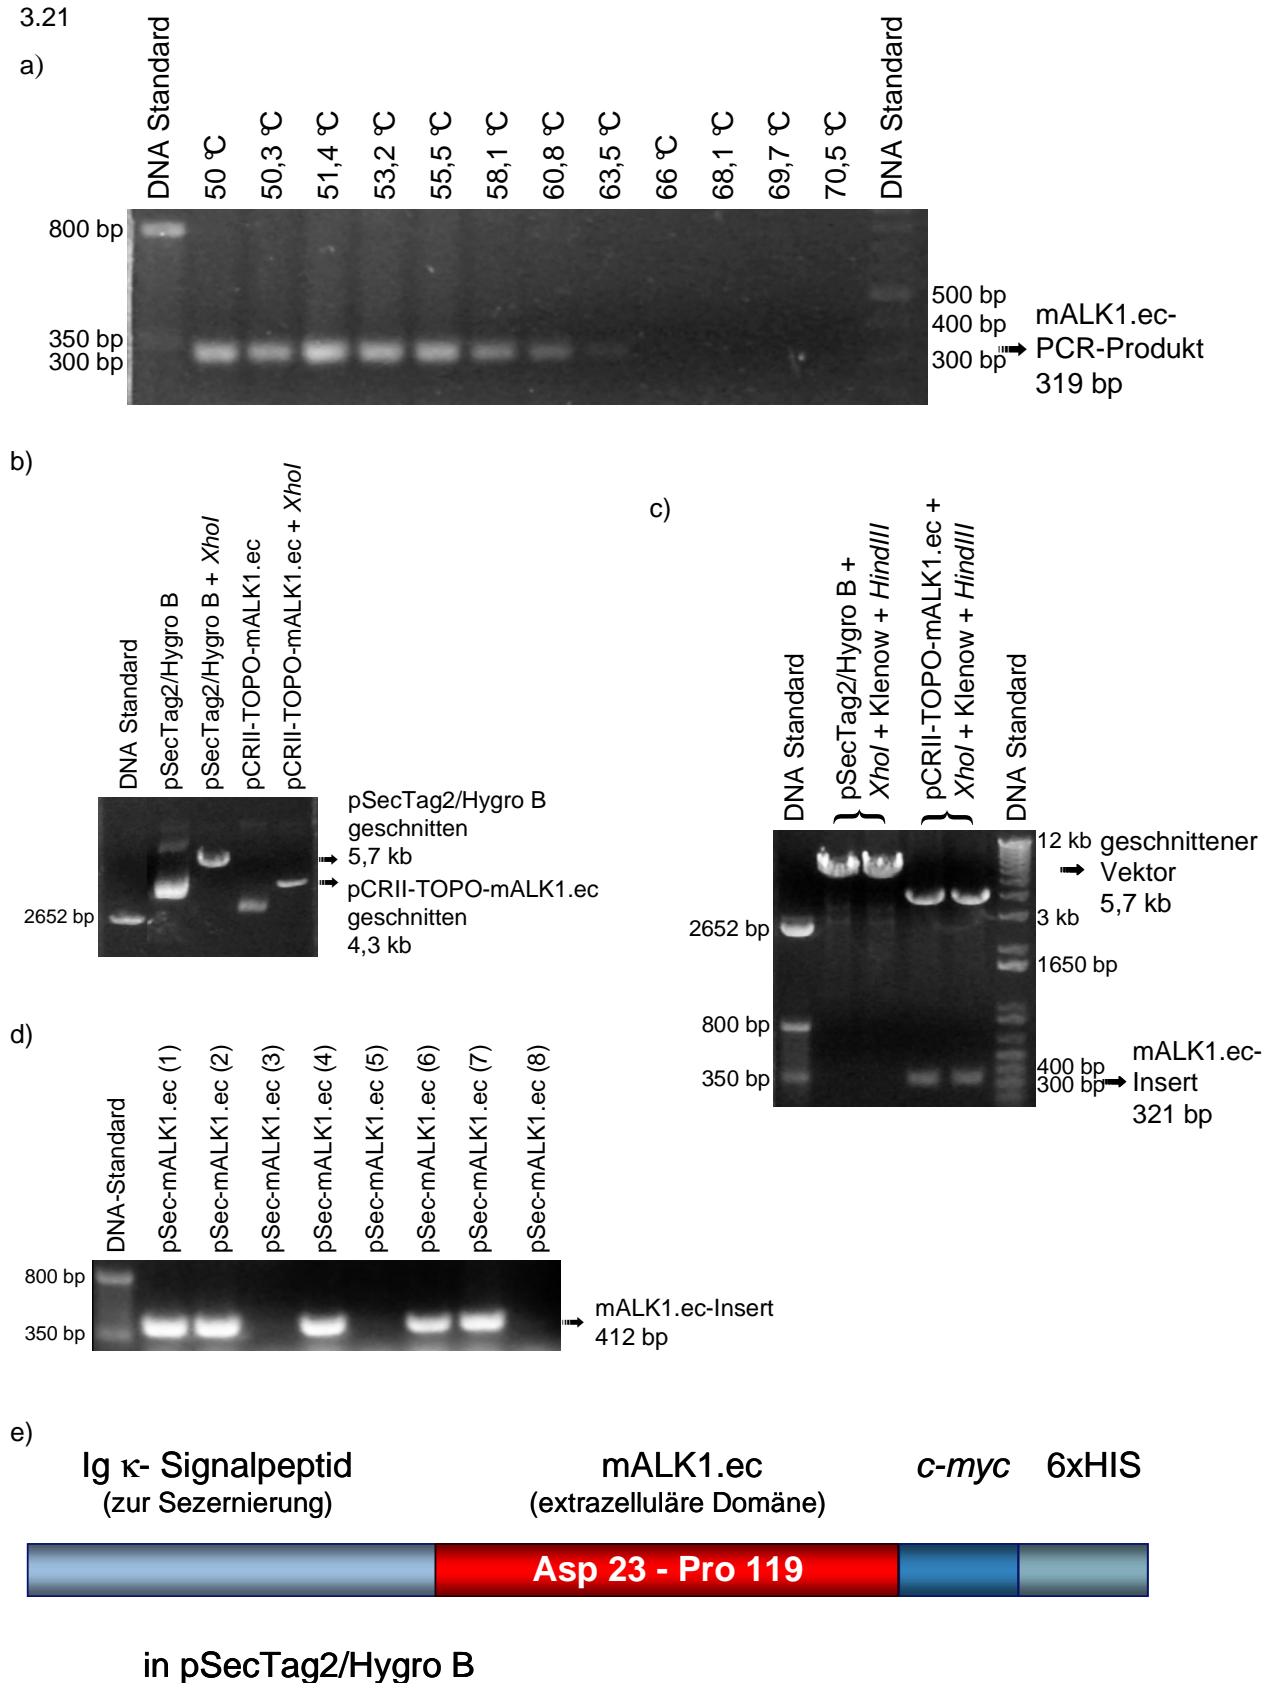 3.21
a)
DNA Standard
50 °C
50,3 °C
51,4 °C
53,2 °C
55,5 °C
58,1 °C
60,8 °C
63,5 °C
66 °C
68,1 °C
69,7 °C
70,5 °C
DNA Standard
800 bp
350 bp
300 bp
500 bp
400 bp
300 bp
mALK1.ec-
PCR-Produkt
319 bp
b)
DNA Standard
pSecTag2/Hygro B
pSecTag2/Hygro B + XhoI
pCRII-TOPO-mALK1.ec
pCRII-TOPO-mALK1.ec + XhoI
2652 bp
pSecTag2/Hygro B
geschnitten
5,7 kb
pCRII-TOPO-mALK1.ec
geschnitten
4,3 kb
c)
DNA Standard
pSecTag2/Hygro B +
XhoI + Klenow + HindIII
pCRII-TOPO-mALK1.ec +
XhoI + Klenow + HindIII
DNA Standard
2652 bp
800 bp
350 bp
12 kb
3 kb
1650 bp
400 bp
300 bp
geschnittener
Vektor
5,7 kb
mALK1.ec-
Insert
321 bp
d)
DNA-Standard
pSec-mALK1.ec (1)
pSec-mALK1.ec (2)
pSec-mALK1.ec (3)
pSec-mALK1.ec (4)
pSec-mALK1.ec (5)
pSec-mALK1.ec (6)
pSec-mALK1.ec (7)
pSec-mALK1.ec (8)
800 bp
350 bp
mALK1.ec-Insert
412 bp
e)
Ig κ- Signalpeptid
(zur Sezernierung)
mALK1.ec
(extrazelluläre Domäne)
c-myc
6xHIS
Asp 23 - Pro 119
in pSecTag2/Hygro B